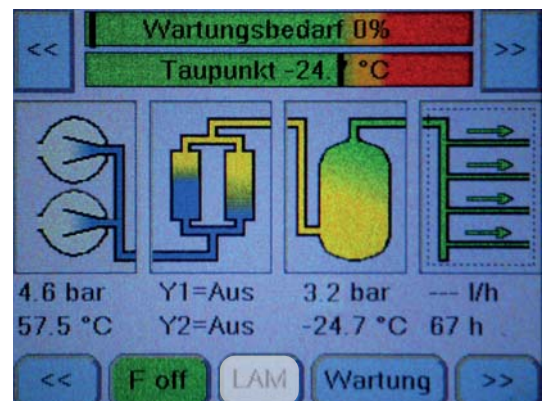 << Wartungsbedarf 0% >>
Taupunkt -24.7 °C
4.6 bar Y1=Aus 3.2 bar --- l/h
57.5 °C Y2=Aus -24.7 °C 67 h
<< F off LAM Wartung >>